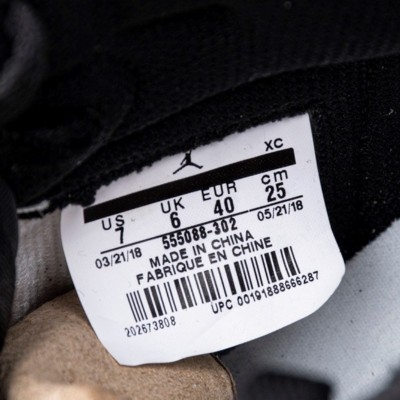 XC
US UK EUR cm
7 6 40 25
03/21/18 555088-302 05/21/18
MADE IN CHINA
FABRIQUE EN CHINE
202673808 UPC 00191888666287